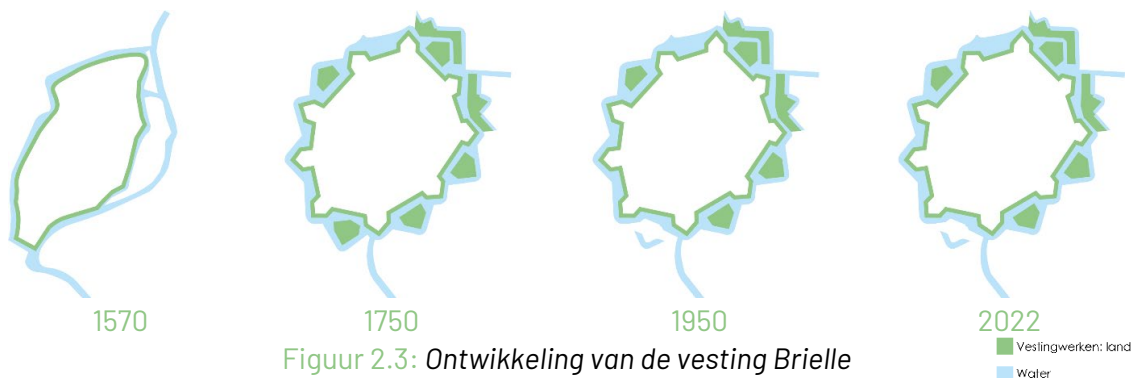 1570
1750
1950
2022
Figuur 2.3: Ontwikkeling van de vesting Brielle
Vestingwerken: land
Water